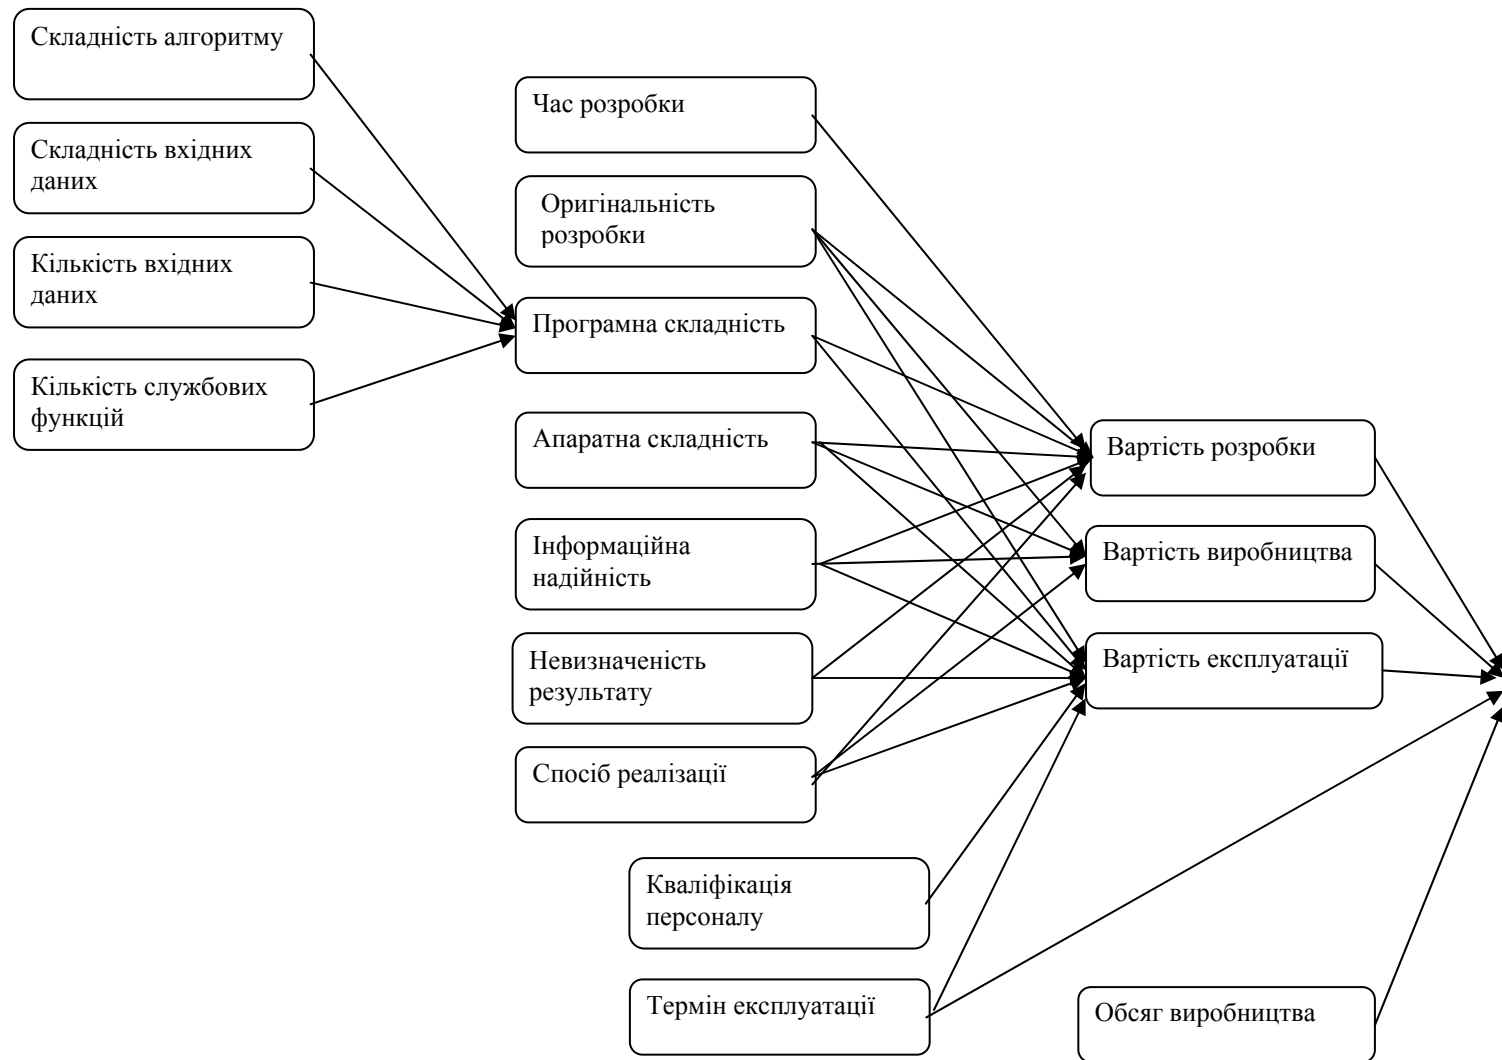 Складність алгоритму
Складність вхідних
даних
Кількість вхідних
даних
Кількість службових
функцій
Час розробки
Оригінальність
розробки
Програмна складність
Апаратна складність
Інформаційна
надійність
Невизначеність
результату
Спосіб реалізації
Кваліфікація
персоналу
Термін експлуатації
Вартість розробки
Вартість виробництва
Вартість експлуатації
Обсяг виробництва